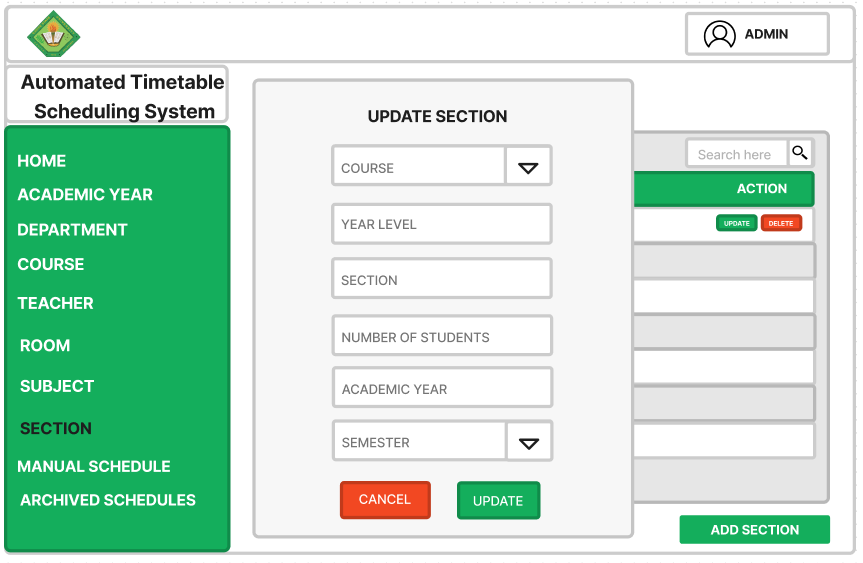 ADMIN
Automated Timetable
Scheduling System
HOME
ACADEMIC YEAR
DEPARTMENT
COURSE
TEACHER
ROOM
SUBJECT
SECTION
MANUAL SCHEDULE
ARCHIVED SCHEDULES
UPDATE SECTION
COURSE
YEAR LEVEL
SECTION
NUMBER OF STUDENTS
ACADEMIC YEAR
SEMESTER
CANCEL UPDATE
Search here
ACTION
UPDATE DELETE
ADD SECTION